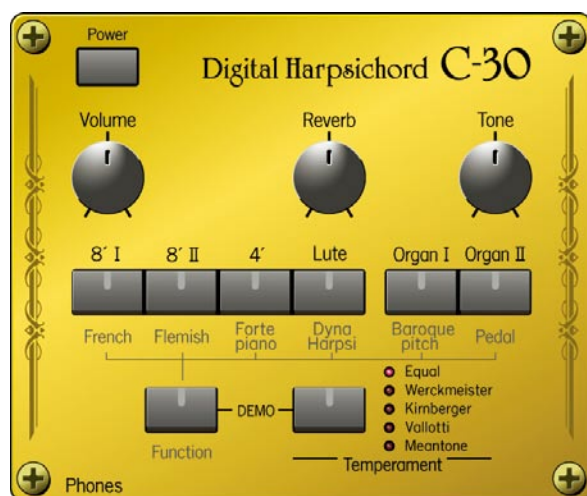 Power
Digital Harpsichord C-30
Volume Reverb Tone
8´ I 8´ II 4´ Lute Organ I Organ II
French Flemish Forte piano Dyna Harpsi Baroque pitch Pedal
Function
DEMO
Equal
Werckmeister
Kirnberger
Vallotti
Meantone
Temperament
Phones